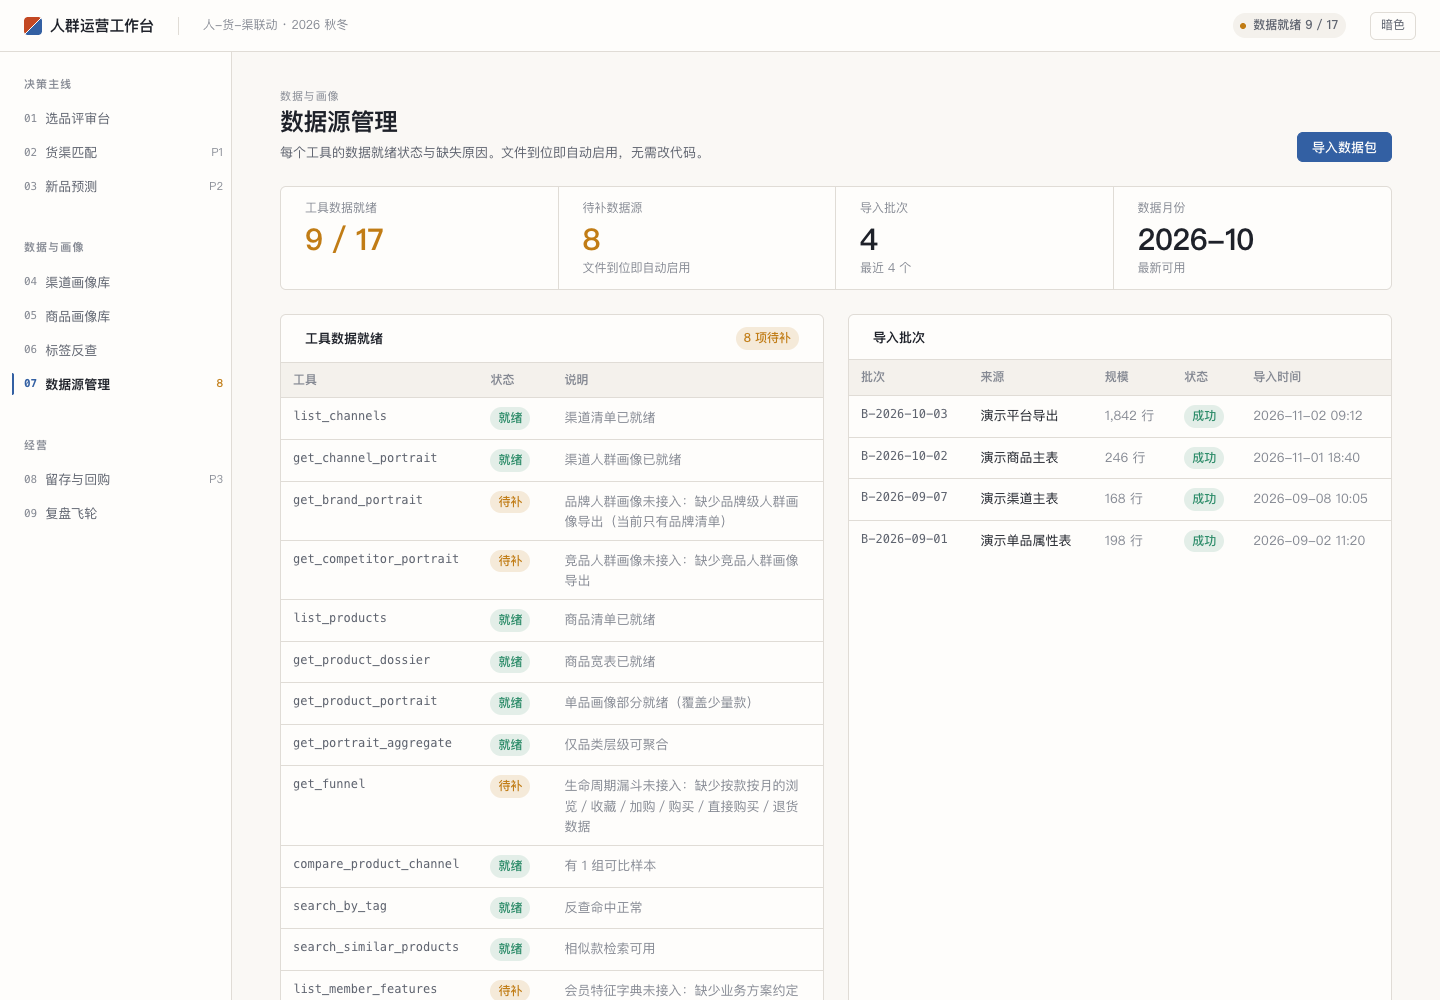 人群运营工作台
人–货–渠联动 · 2026 秋冬
数据就绪 9 / 17
暗色
决策主线
01 选品评审台
02 货渠匹配 P1
03 新品预测 P2
数据与画像
04 渠道画像库
05 商品画像库
06 标签反查
07 数据源管理 8
经营
08 留存与回购 P3
09 复盘飞轮
数据与画像
数据源管理
每个工具的数据就绪状态与缺失原因。文件到位即自动启用，无需改代码。
导入数据包
工具数据就绪
9 / 17
待补数据源
8
文件到位即自动启用
导入批次
4
最近 4 个
数据月份
2026–10
最新可用
工具数据就绪
8 项待补
工具 状态 说明
list_channels 就绪 渠道清单已就绪
get_channel_portrait 就绪 渠道人群画像已就绪
get_brand_portrait 待补 品牌人群画像未接入：缺少品牌级人群画
像导出（当前只有品牌清单）
get_competitor_portrait 待补 竞品人群画像未接入：缺少竞品人群画像
导出
list_products 就绪 商品清单已就绪
get_product_dossier 就绪 商品宽表已就绪
get_product_portrait 就绪 单品画像部分就绪（覆盖少量款）
get_portrait_aggregate 就绪 仅品类层级可聚合
get_funnel 待补 生命周期漏斗未接入：缺少按款按月的浏
览 / 收藏 / 加购 / 购买 / 直接购买 / 退货
数据
compare_product_channel 就绪 有 1 组可比样本
search_by_tag 就绪 反查命中正常
search_similar_products 就绪 相似款检索可用
list_member_features 待补 会员特征字典未接入：缺少业务方案约定
导入批次
批次 来源 规模 状态 导入时间
B-2026-10-03 演示平台导出 1,842 行 成功 2026–11–02 09:12
B-2026-10-02 演示商品主表 246 行 成功 2026–11–01 18:40
B-2026-09-07 演示渠道主表 168 行 成功 2026–09–08 10:05
B-2026-09-01 演示单品属性表 198 行 成功 2026–09–02 11:20